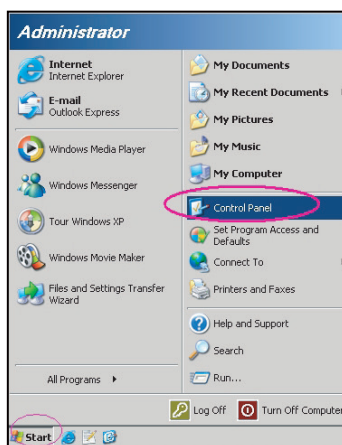 Administrator
Internet
Internet Explorer
E-mail
Outlook Express
Windows Media Player
Windows Messenger
Tour Windows XP
Windows Movie Maker
Files and Settings Transfer
Wizard
All Programs
My Documents
My Recent Documents
My Pictures
My Music
My Computer
Control Panel
Set Program Access and
Defaults
Connect To
Printers and Faxes
Help and Support
Search
Run...
Log Off
Turn Off Computer
Start